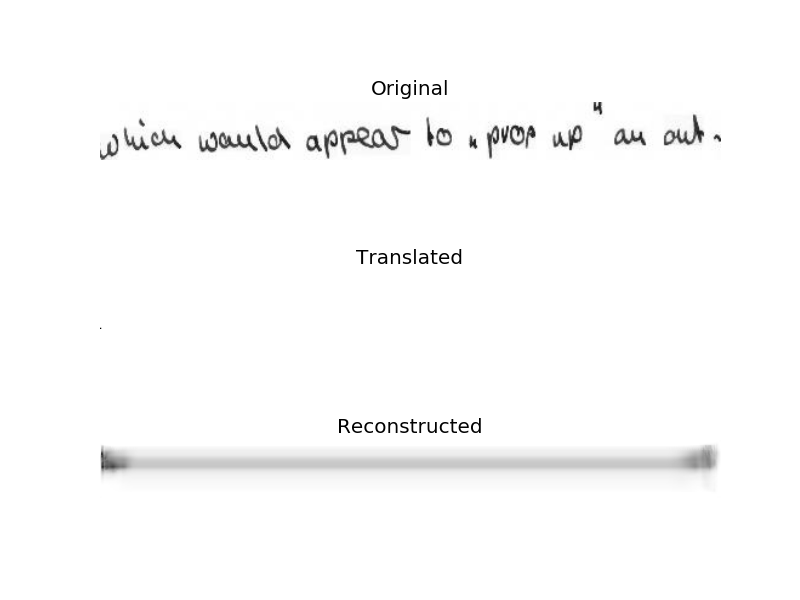 Original
which would appear to "prop up" an out-
Translated
Reconstructed